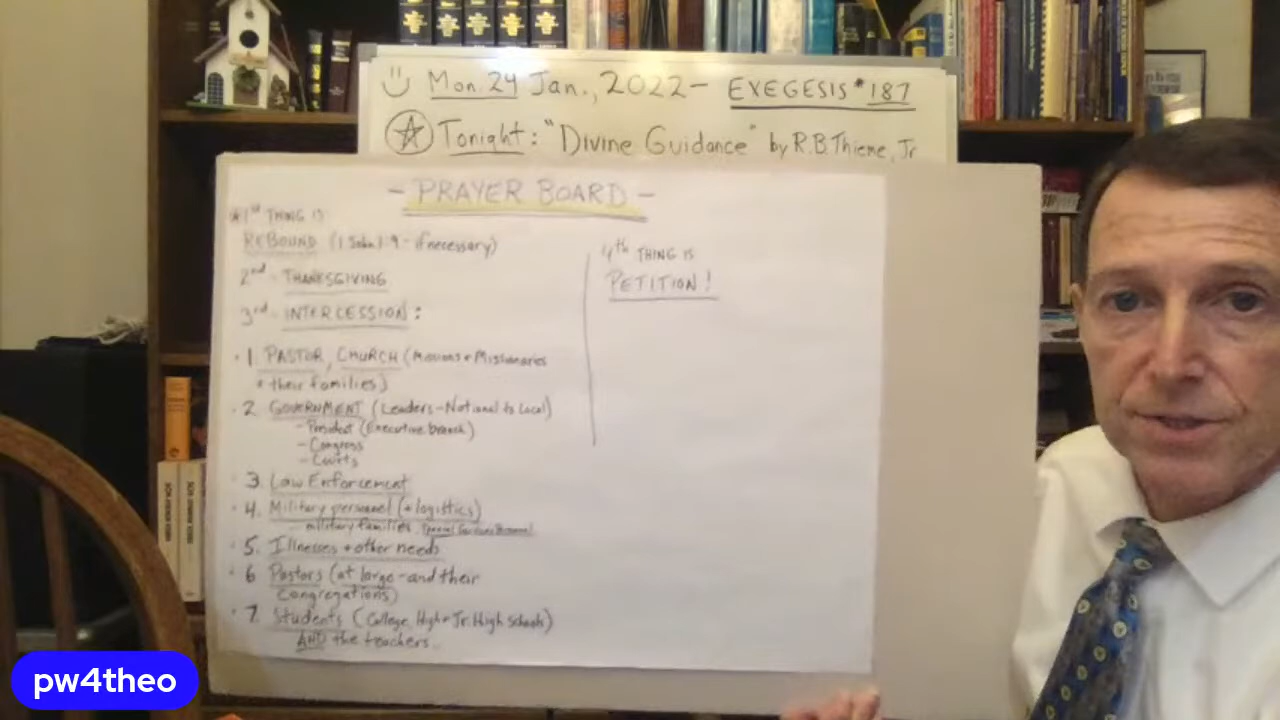 Mon. 24 Jan., 2022 - EXEGESIS #187
Tonight: "Divine Guidance" by R.B. Thieme, Jr
- PRAYER BOARD -
1st THING IS
REBOUND (1 John 1:9 - if necessary)
2nd - THANKSGIVING
3rd - INTERCESSION:
1. PASTOR, CHURCH (Missions + Missionaries
+ their families)
2. GOVERNMENT (Leaders - National to Local)
- President (Executive branch)
- Congress
- Courts
3. Law Enforcement
4. Military personnel (+ logistics)
- military families,
5. Illnesses + other needs
6 Pastors (at large - and their
congregations)
7. Students (College, High + Jr. High Schools)
AND the teachers.
4th THING IS
PETITION!
pw4theo